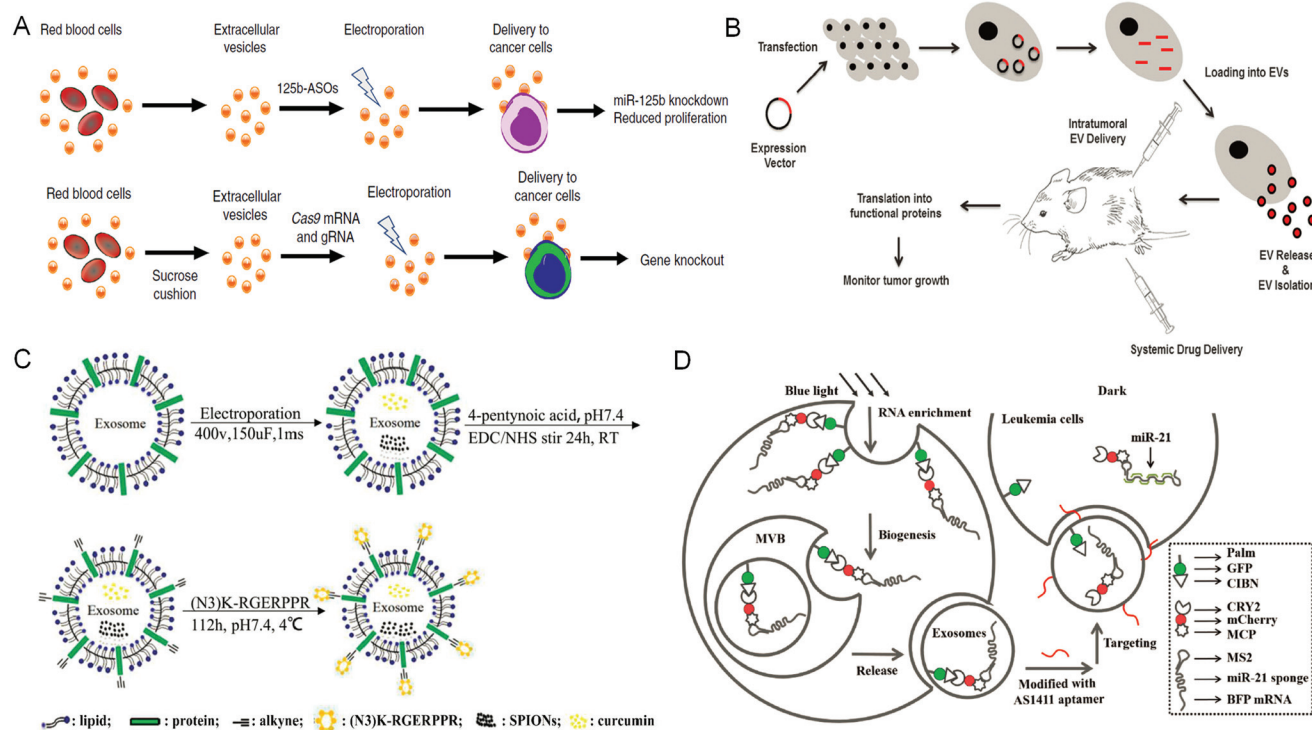 A
Red blood cells
Extracellular
vesicles
Electroporation
Delivery to
cancer cells
125b-ASOs
miR-125b knockdown
Reduced proliferation
Red blood cells
Extracellular
vesicles
Electroporation
Delivery to
cancer cells
Cas9 mRNA
and gRNA
Sucrose
cushion
Gene knockout
B
Transfection
Expression
Vector
Loading into EVs
Intratumoral
EV Delivery
Translation into
functional proteins
Monitor tumor growth
EV Release
&
EV Isolation
Systemic Drug Delivery
C
Exosome
Electroporation
400v,150uF,1ms
Exosome
4-pentynoic acid, pH7.4
EDC/NHS stir 24h, RT
Exosome
(N3)K-RGERPPR
112h, pH7.4, 4℃
Exosome
: lipid;
: protein;
: alkyne;
: (N3)K-RGERPPR;
: SPIONs;
: curcumin
D
Blue light
RNA enrichment
Dark
Leukemia cells
miR-21
MVB
Biogenesis
Release
Exosomes
Modified with
AS1411 aptamer
Targeting
Palm
GFP
CIBN
CRY2
mCherry
MCP
MS2
miR-21 sponge
BFP mRNA